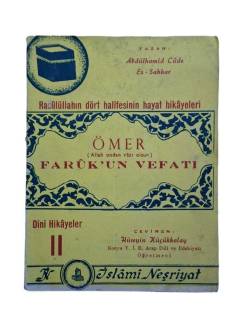 YAZAN:
Abdülhamid Cûde
Es - Sahhar
Rasûlüllahın dört halifesinin hayat hikâyeleri
ÖMER
(Allah ondan râzı olsun)
FARÛK'UN VEFATI
Dini Hikâyeler
11
ÇEVİREN:
Hüseyin Küçükkalay
Konya Y. İ. E. Arap Dili ve Edebiyatı
Öğretmeni
İslâmî Neşriyat